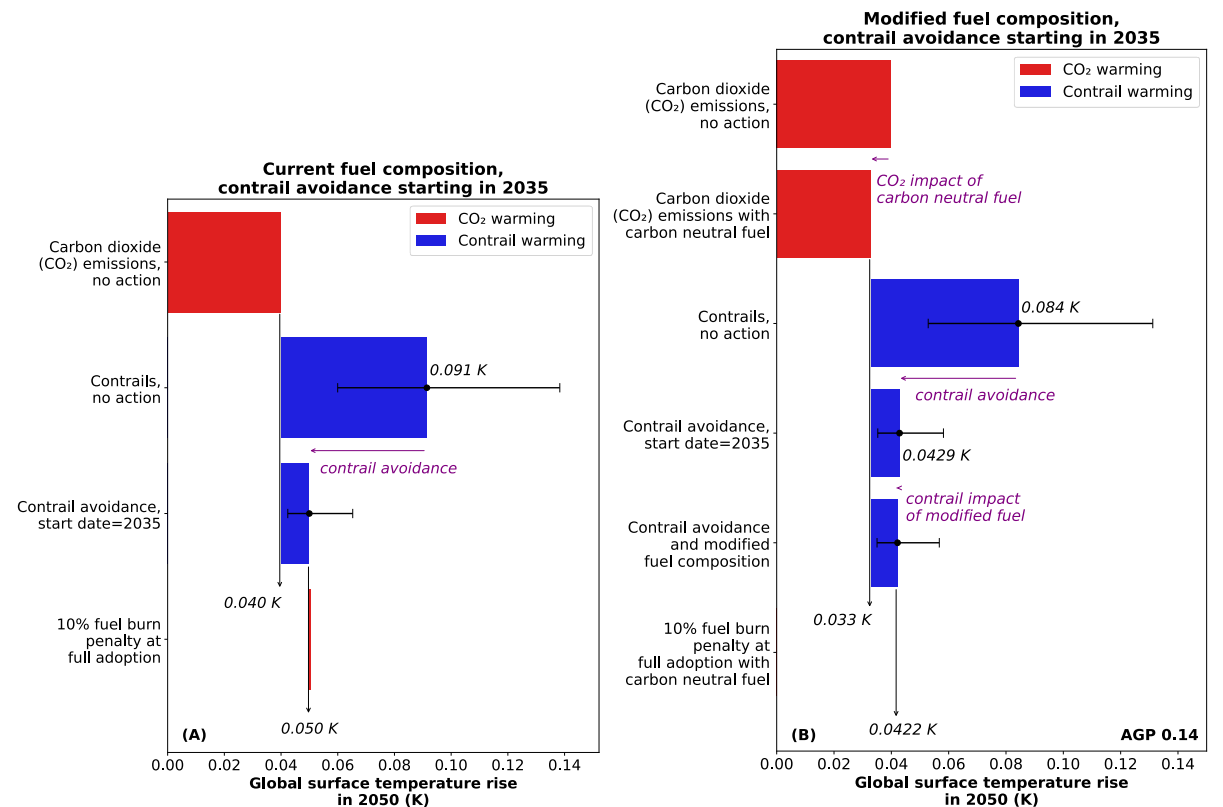 Current fuel composition,
contrail avoidance starting in 2035
CO₂ warming
Contrail warming
Carbon dioxide
(CO₂) emissions,
no action
Contrails,
no action
0.091 K
contrail avoidance
Contrail avoidance,
start date=2035
0.040 K
10% fuel burn
penalty at
full adoption
0.050 K
(A)
0.00 0.02 0.04 0.06 0.08 0.10 0.12 0.14
Global surface temperature rise
in 2050 (K)
Modified fuel composition,
contrail avoidance starting in 2035
CO₂ warming
Contrail warming
Carbon dioxide
(CO₂) emissions,
no action
CO₂ impact of
carbon neutral fuel
Carbon dioxide
(CO₂) emissions with
carbon neutral fuel
Contrails,
no action
0.084 K
contrail avoidance
Contrail avoidance,
start date=2035
0.0429 K
contrail impact
of modified fuel
Contrail avoidance
and modified
fuel composition
0.033 K
10% fuel burn
penalty at
full adoption with
carbon neutral fuel
0.0422 K
(B)
AGP 0.14
0.00 0.02 0.04 0.06 0.08 0.10 0.12 0.14
Global surface temperature rise
in 2050 (K)